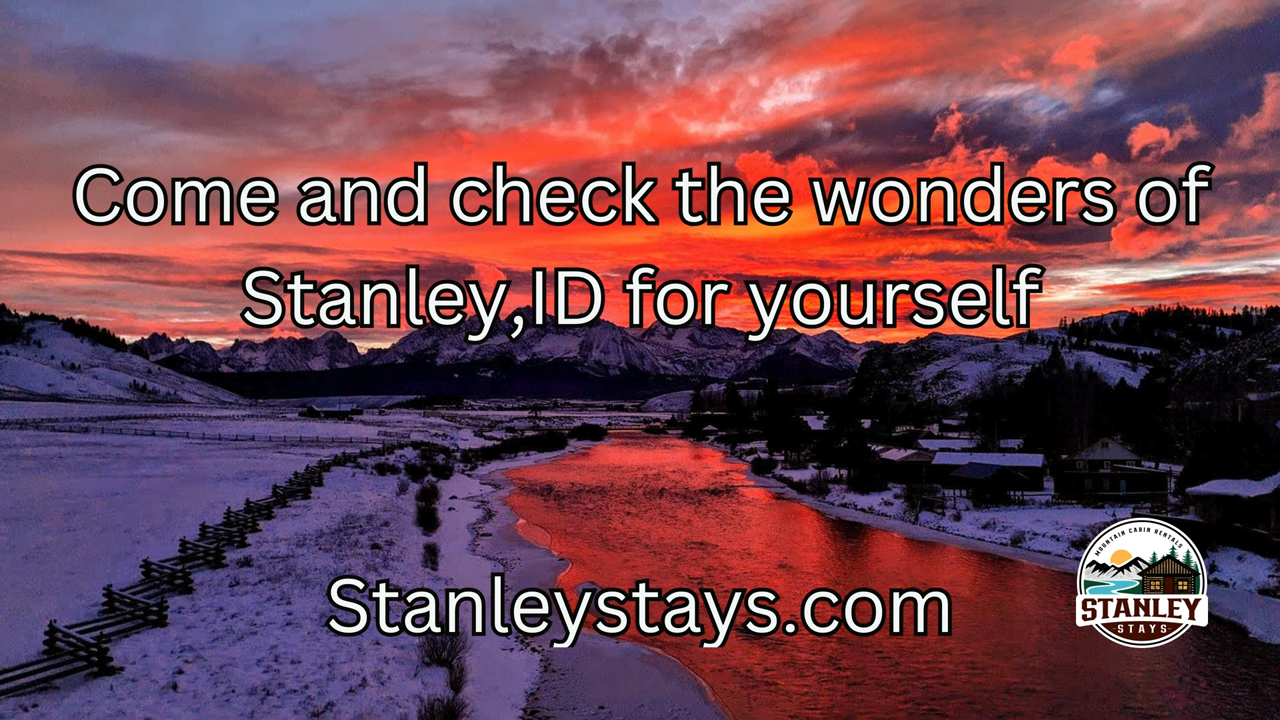 Come and check the wonders of
Stanley,ID for yourself
Stanleystays.com
MOUNTAIN CABIN RENTALS
STANLEY
STAYS